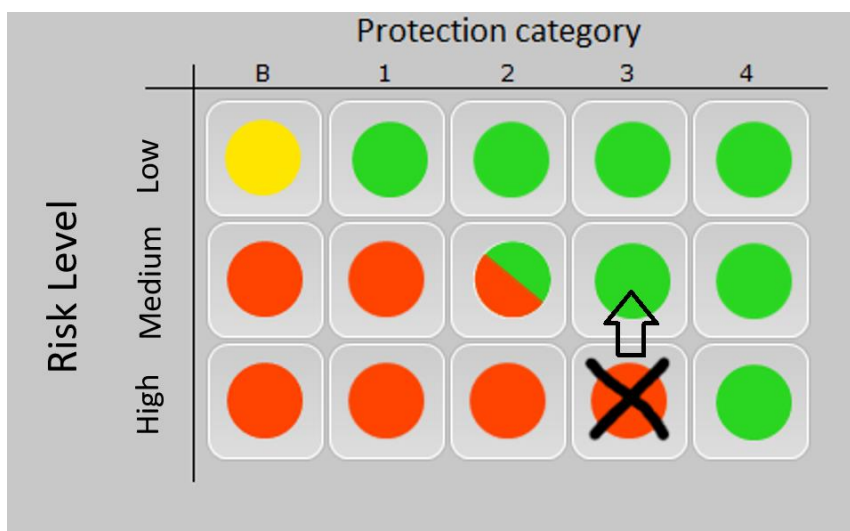 Protection category
B 1 2 3 4
Risk Level
Low
Medium
High